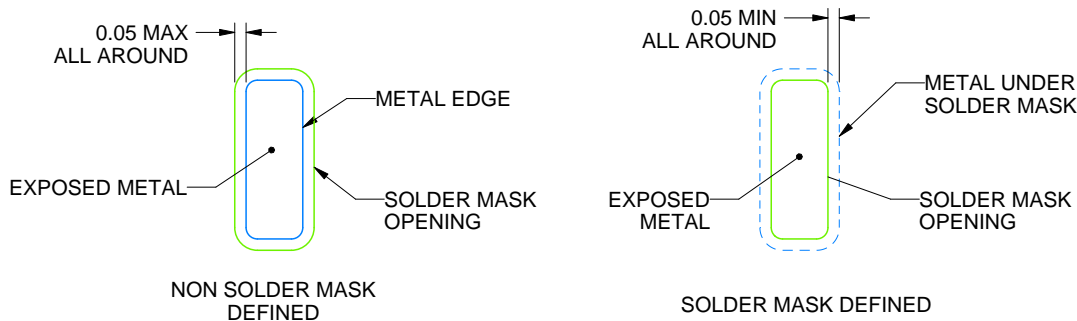 0.05 MAX
ALL AROUND
METAL EDGE
EXPOSED METAL
SOLDER MASK
OPENING
NON SOLDER MASK
DEFINED
0.05 MIN
ALL AROUND
METAL UNDER
SOLDER MASK
EXPOSED
METAL
SOLDER MASK
OPENING
SOLDER MASK DEFINED